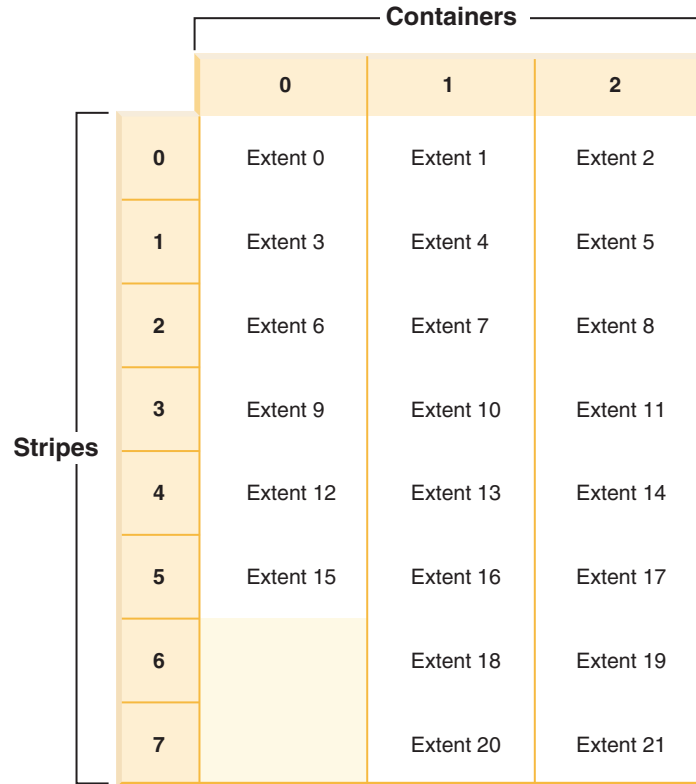 Containers
0 1 2
0 Extent 0 Extent 1 Extent 2
1 Extent 3 Extent 4 Extent 5
2 Extent 6 Extent 7 Extent 8
3 Extent 9 Extent 10 Extent 11
Stripes
4 Extent 12 Extent 13 Extent 14
5 Extent 15 Extent 16 Extent 17
6 Extent 18 Extent 19
7 Extent 20 Extent 21